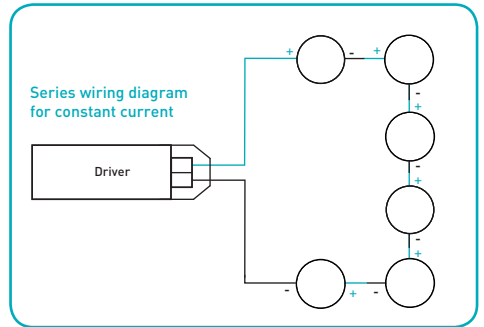 + - +
Series wiring diagram
for constant current
-
+
Driver
-
+
-
+
- + -